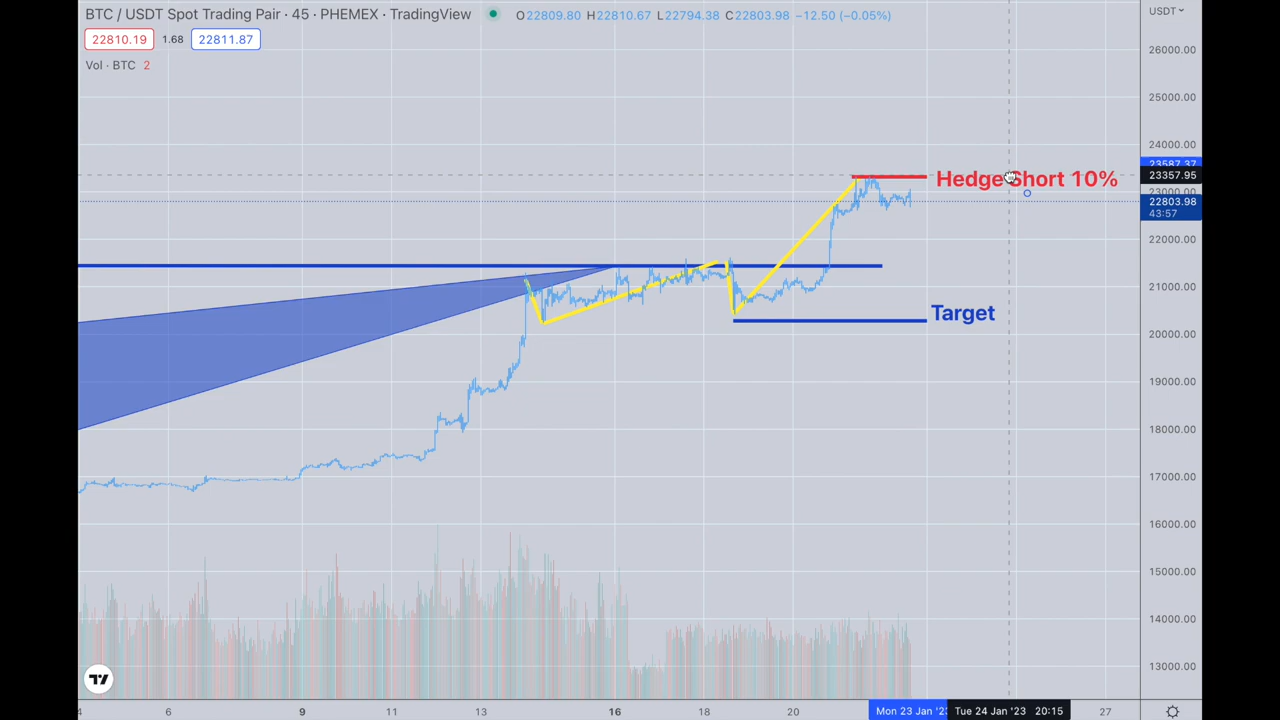 BTC / USDT Spot Trading Pair · 45 · PHEMEX · TradingView O22809.80 H22810.67 L22794.38 C22803.98 −12.50 (−0.05%)
USDT
22810.19 1.68 22811.87
Vol · BTC 2
26000.00
25000.00
24000.00
23587.37
23357.95
Hedge Short 10%
23000.00
22803.98
43:57
22000.00
21000.00
Target
20000.00
19000.00
18000.00
17000.00
16000.00
15000.00
14000.00
13000.00
4 6 9 11 13 16 18 20 Mon 23 Jan '23 Tue 24 Jan '23 20:15 27